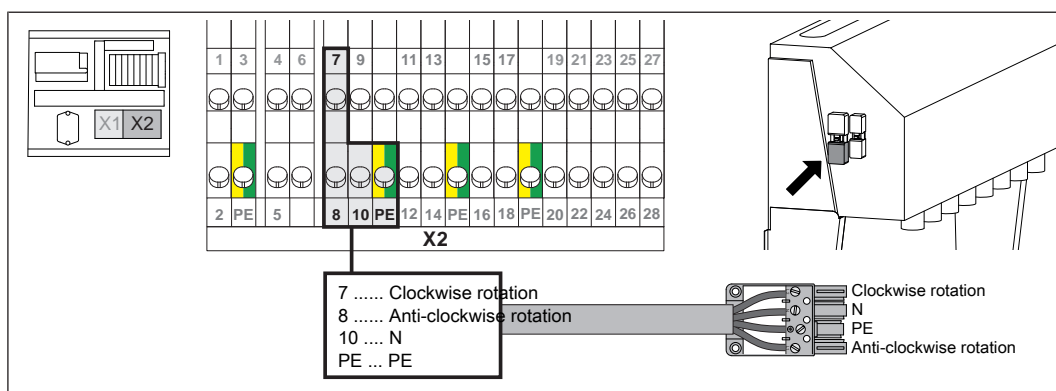 X1 X2
1 3 4 6 7 9 11 13 15 17 19 21 23 25 27
2 PE 5 8 10 PE 12 14 PE 16 18 PE 20 22 24 26 28
X2
7 ...... Clockwise rotation
8 ...... Anti-clockwise rotation
10 .... N
PE ... PE
Clockwise rotation
N
PE
Anti-clockwise rotation